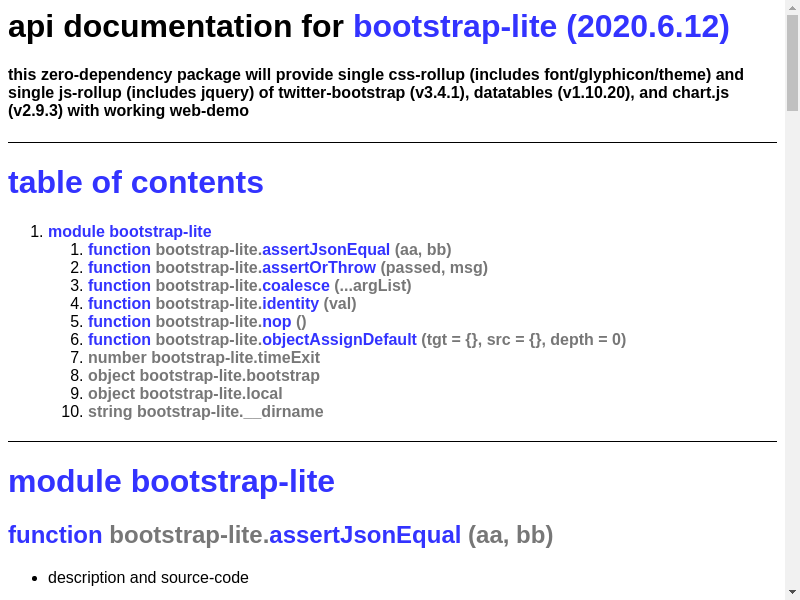 api documentation for bootstrap-lite (2020.6.12)
this zero-dependency package will provide single css-rollup (includes font/glyphicon/theme) and
single js-rollup (includes jquery) of twitter-bootstrap (v3.4.1), datatables (v1.10.20), and chart.js
(v2.9.3) with working web-demo
table of contents
1. module bootstrap-lite
1. function bootstrap-lite.assertJsonEqual (aa, bb)
2. function bootstrap-lite.assertOrThrow (passed, msg)
3. function bootstrap-lite.coalesce (...argList)
4. function bootstrap-lite.identity (val)
5. function bootstrap-lite.nop ()
6. function bootstrap-lite.objectAssignDefault (tgt = {}, src = {}, depth = 0)
7. number bootstrap-lite.timeExit
8. object bootstrap-lite.bootstrap
9. object bootstrap-lite.local
10. string bootstrap-lite.__dirname
module bootstrap-lite
function bootstrap-lite.assertJsonEqual (aa, bb)
• description and source-code